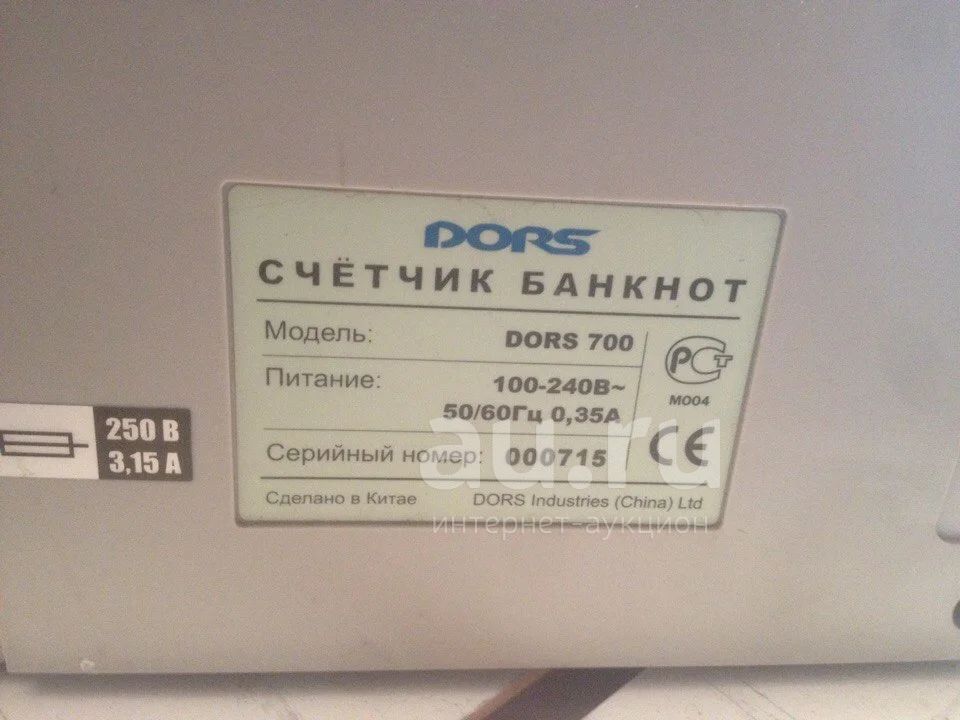 DORS
СЧЁТЧИК БАНКНОТ
Модель: DORS 700
Питание: 100-240В~
50/60Гц 0,35А
РСТ
МО04
Серийный номер: 000715
CE
Сделано в Китае DORS Industries (China) Ltd
250 В
3,15 А
au.ru
интернет-аукцион